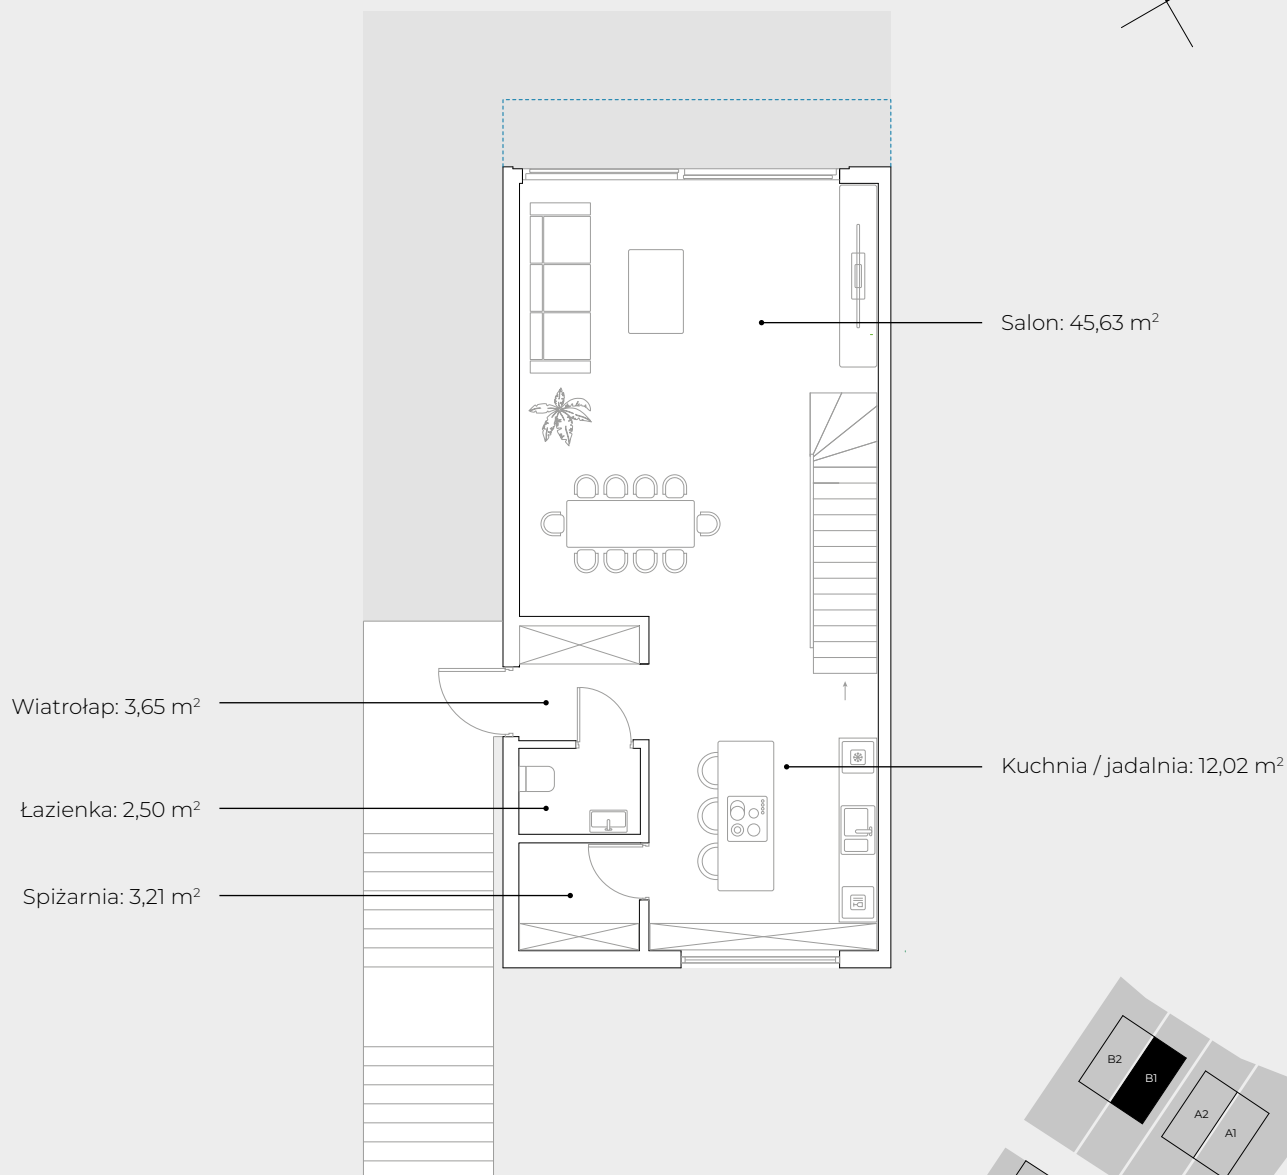 Salon: 45,63 m²
Wiatrołap: 3,65 m²
Kuchnia / jadalnia: 12,02 m²
Łazienka: 2,50 m²
Spiżarnia: 3,21 m²
B2
B1
A2
A1